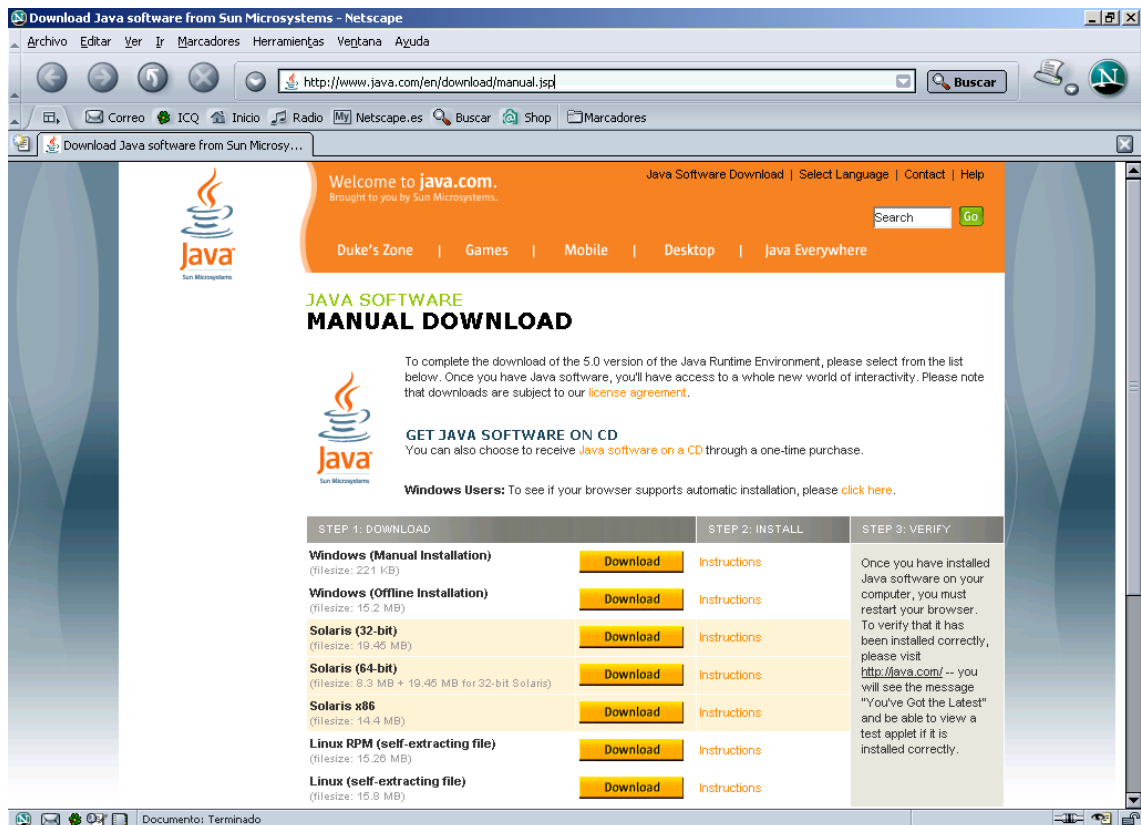 Download Java software from Sun Microsystems - Netscape
Archivo Editar Ver Ir Marcadores Herramientas Ventana Ayuda
http://www.java.com/en/download/manual.jsp
Buscar
N
Correo ICQ Inicio Radio My Netscape.es Buscar Shop Marcadores
Download Java software from Sun Microsy...
Java
Sun Microsystems
Welcome to java.com.
Brought to you by Sun Microsystems.
Java Software Download | Select Language | Contact | Help
Search Go
Duke's Zone | Games | Mobile | Desktop | Java Everywhere
JAVA SOFTWARE
MANUAL DOWNLOAD
Java
Sun Microsystems
To complete the download of the 5.0 version of the Java Runtime Environment, please select from the list
below. Once you have Java software, you'll have access to a whole new world of interactivity. Please note
that downloads are subject to our license agreement.
GET JAVA SOFTWARE ON CD
You can also choose to receive Java software on a CD through a one-time purchase.
Windows Users: To see if your browser supports automatic installation, please click here.
STEP 1: DOWNLOAD STEP 2: INSTALL STEP 3: VERIFY
Windows (Manual Installation)
(filesize: 221 KB)
Download Instructions
Windows (Offline Installation)
(filesize: 15.2 MB)
Download Instructions
Solaris (32-bit)
(filesize: 19.45 MB)
Download Instructions
Solaris (64-bit)
(filesize: 8.3 MB + 19.45 MB for 32-bit Solaris)
Download Instructions
Solaris x86
(filesize: 14.4 MB)
Download Instructions
Linux RPM (self-extracting file)
(filesize: 15.26 MB)
Download Instructions
Linux (self-extracting file)
(filesize: 15.8 MB)
Download Instructions
Once you have installed
Java software on your
computer, you must
restart your browser.
To verify that it has
been installed correctly,
please visit
http://java.com/ -- you
will see the message
"You've Got the Latest"
and be able to view a
test applet if it is
installed correctly.
Documento: Terminado